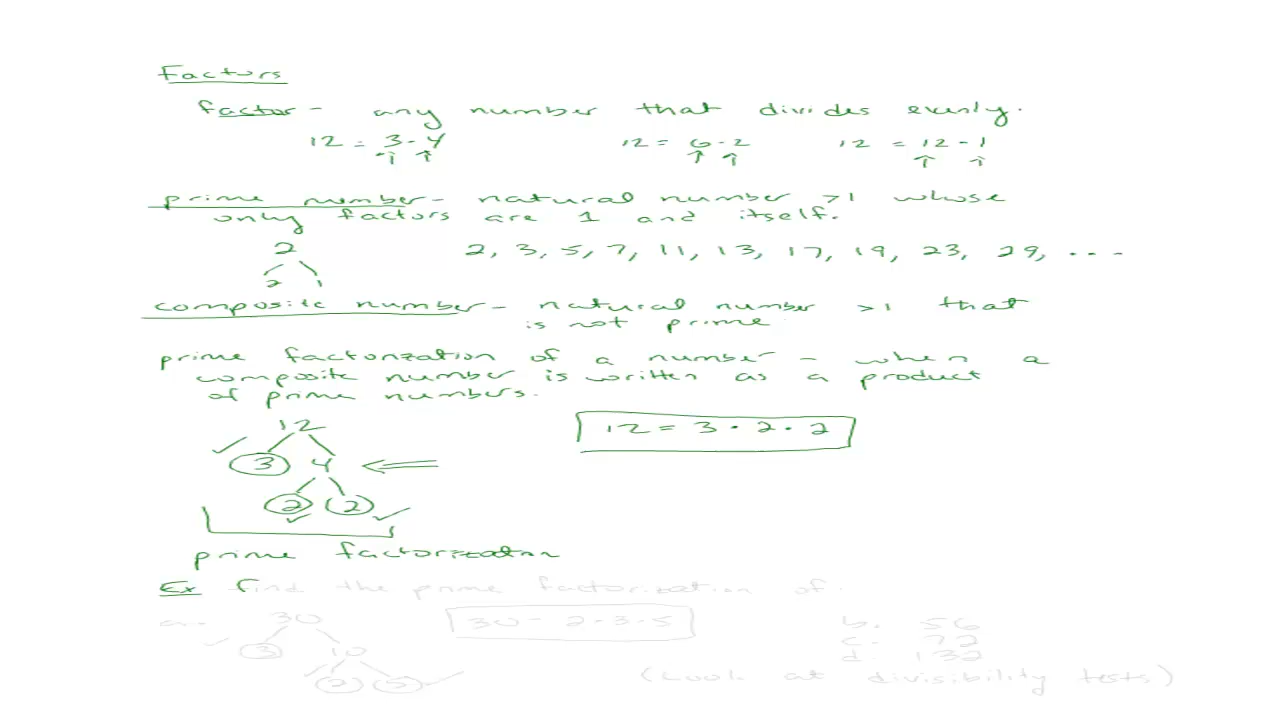 Factors
factor - any number that divides evenly.
12 = 3 · 4 12 = 6 · 2 12 = 12 · 1
prime number - natural number >1 whose
only factors are 1 and itself.
2 2, 3, 5, 7, 11, 13, 17, 19, 23, 29, ...
2 1
composite number - natural number >1 that
is not prime
prime factorization of a number - when a
composite number is written as a product
of prime numbers.
12 12 = 3 · 2 · 2
3 4
2 2
prime factorization
Ex Find the prime factorization of:
a. 30 30 = 2 · 3 · 5 b. 56
c. 72
3 10 d. 132
2 5 (Look at divisibility tests)